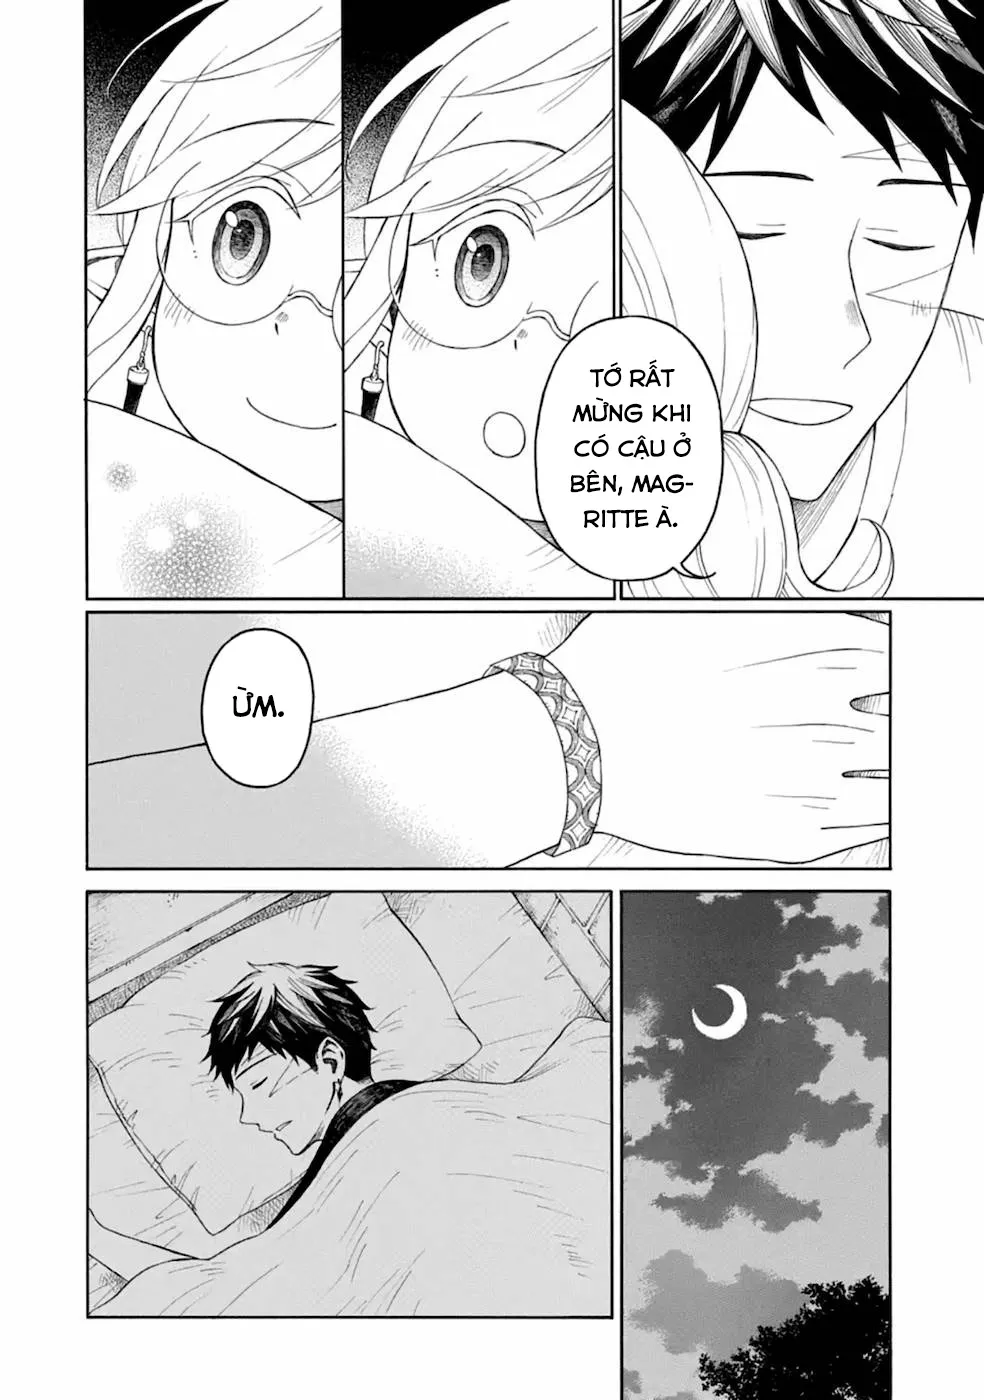 TỚ RẤT
MỪNG KHI
CÓ CẬU Ở
BÊN, MAG-
RITTE À.
ỪM.